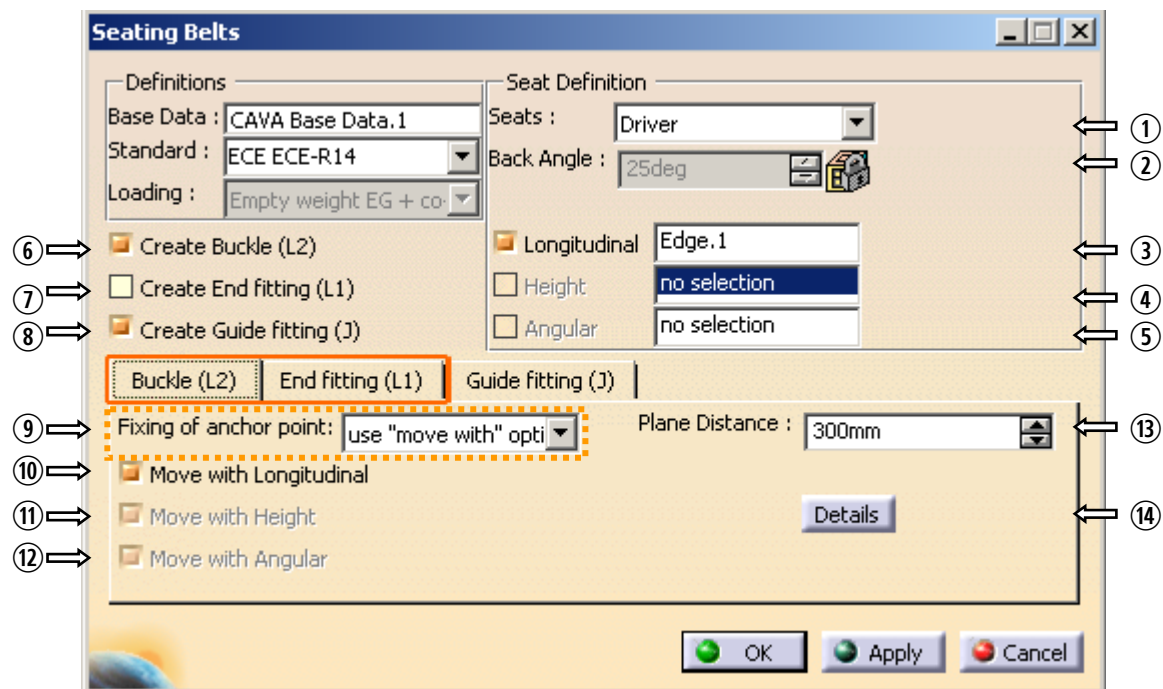 Seating Belts
Definitions
Base Data : CAVA Base Data.1
Standard : ECE ECE-R14
Loading : Empty weight EG + co-
Seat Definition
Seats : Driver
Back Angle : 25deg
Longitudinal Edge.1
Height no selection
Angular no selection
① 
②
③
④
⑤
⑥ Create Buckle (L2)
⑦ Create End fitting (L1)
⑧ Create Guide fitting (J)
Buckle (L2) End fitting (L1) Guide fitting (J)
⑨ Fixing of anchor point: use "move with" opti Plane Distance : 300mm ⑬
⑩ Move with Longitudinal
⑪ Move with Height Details ⑭
⑫ Move with Angular
OK Apply Cancel